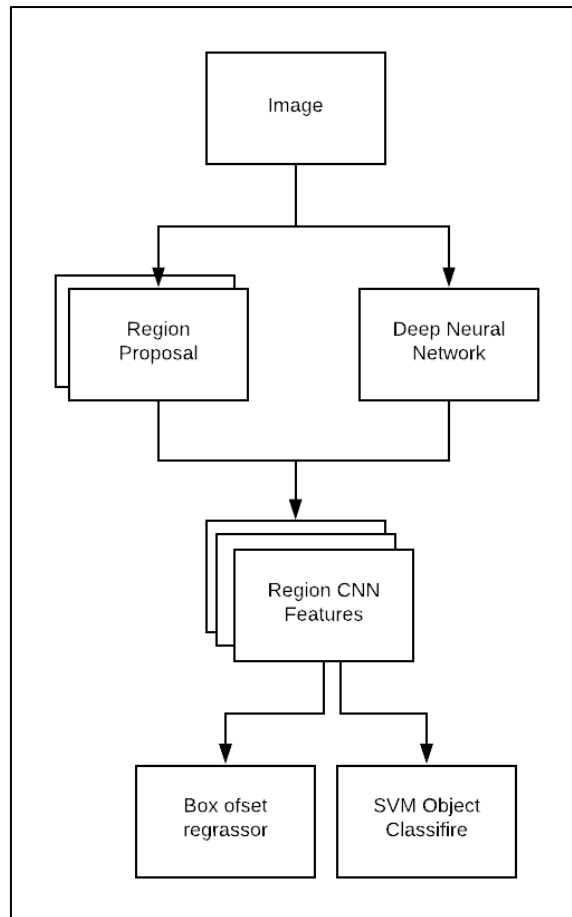 Image
Region
Proposal
Deep Neural
Network
Region CNN
Features
Box ofset
regrassor
SVM Object
Classifire